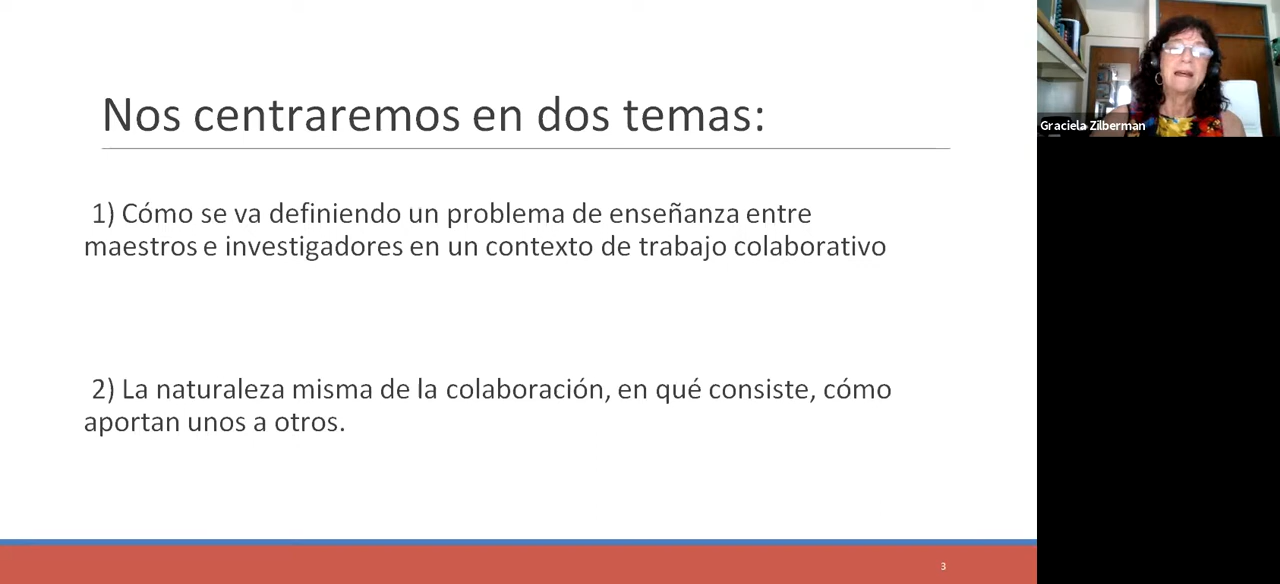 Nos centraremos en dos temas:
1) Cómo se va definiendo un problema de enseñanza entre
maestros e investigadores en un contexto de trabajo colaborativo
2) La naturaleza misma de la colaboración, en qué consiste, cómo
aportan unos a otros.
3
Graciela Zilberman